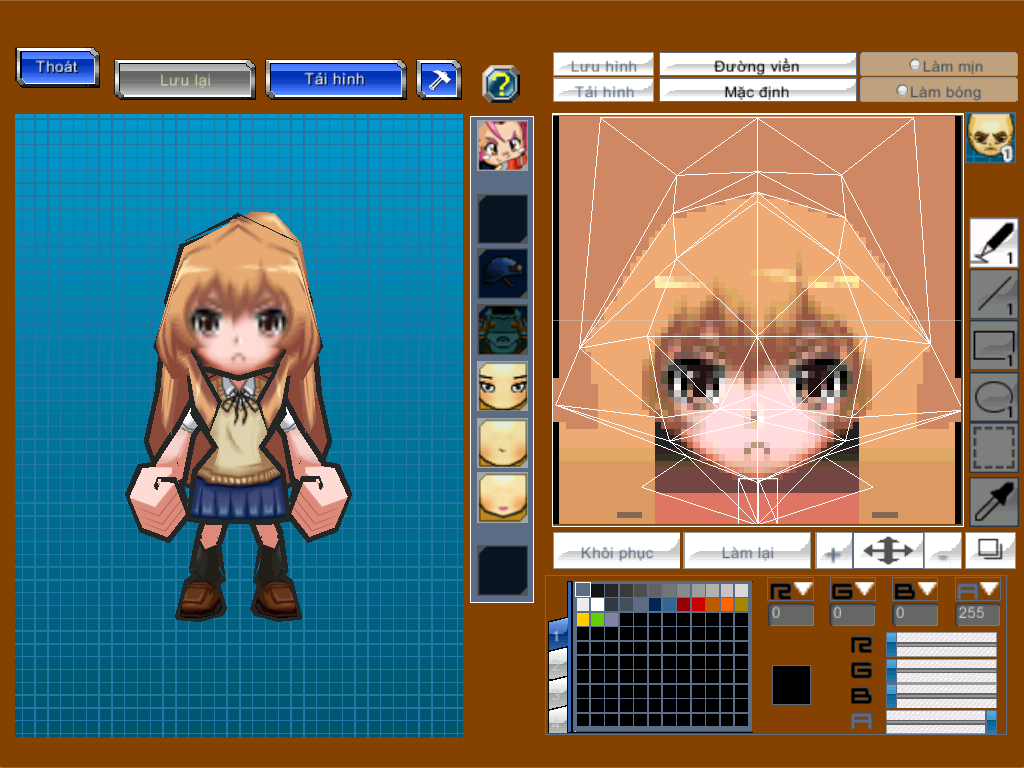 Thoát
Lưu lại
Tải hình
?
Lưu hình
Đường viền
Làm mịn
Tải hình
Mặc định
Làm bóng
1
1
1
1
1
Khôi phục
Làm lại
+
-
R
G
B
A
0
0
0
255
1
R
G
B
A